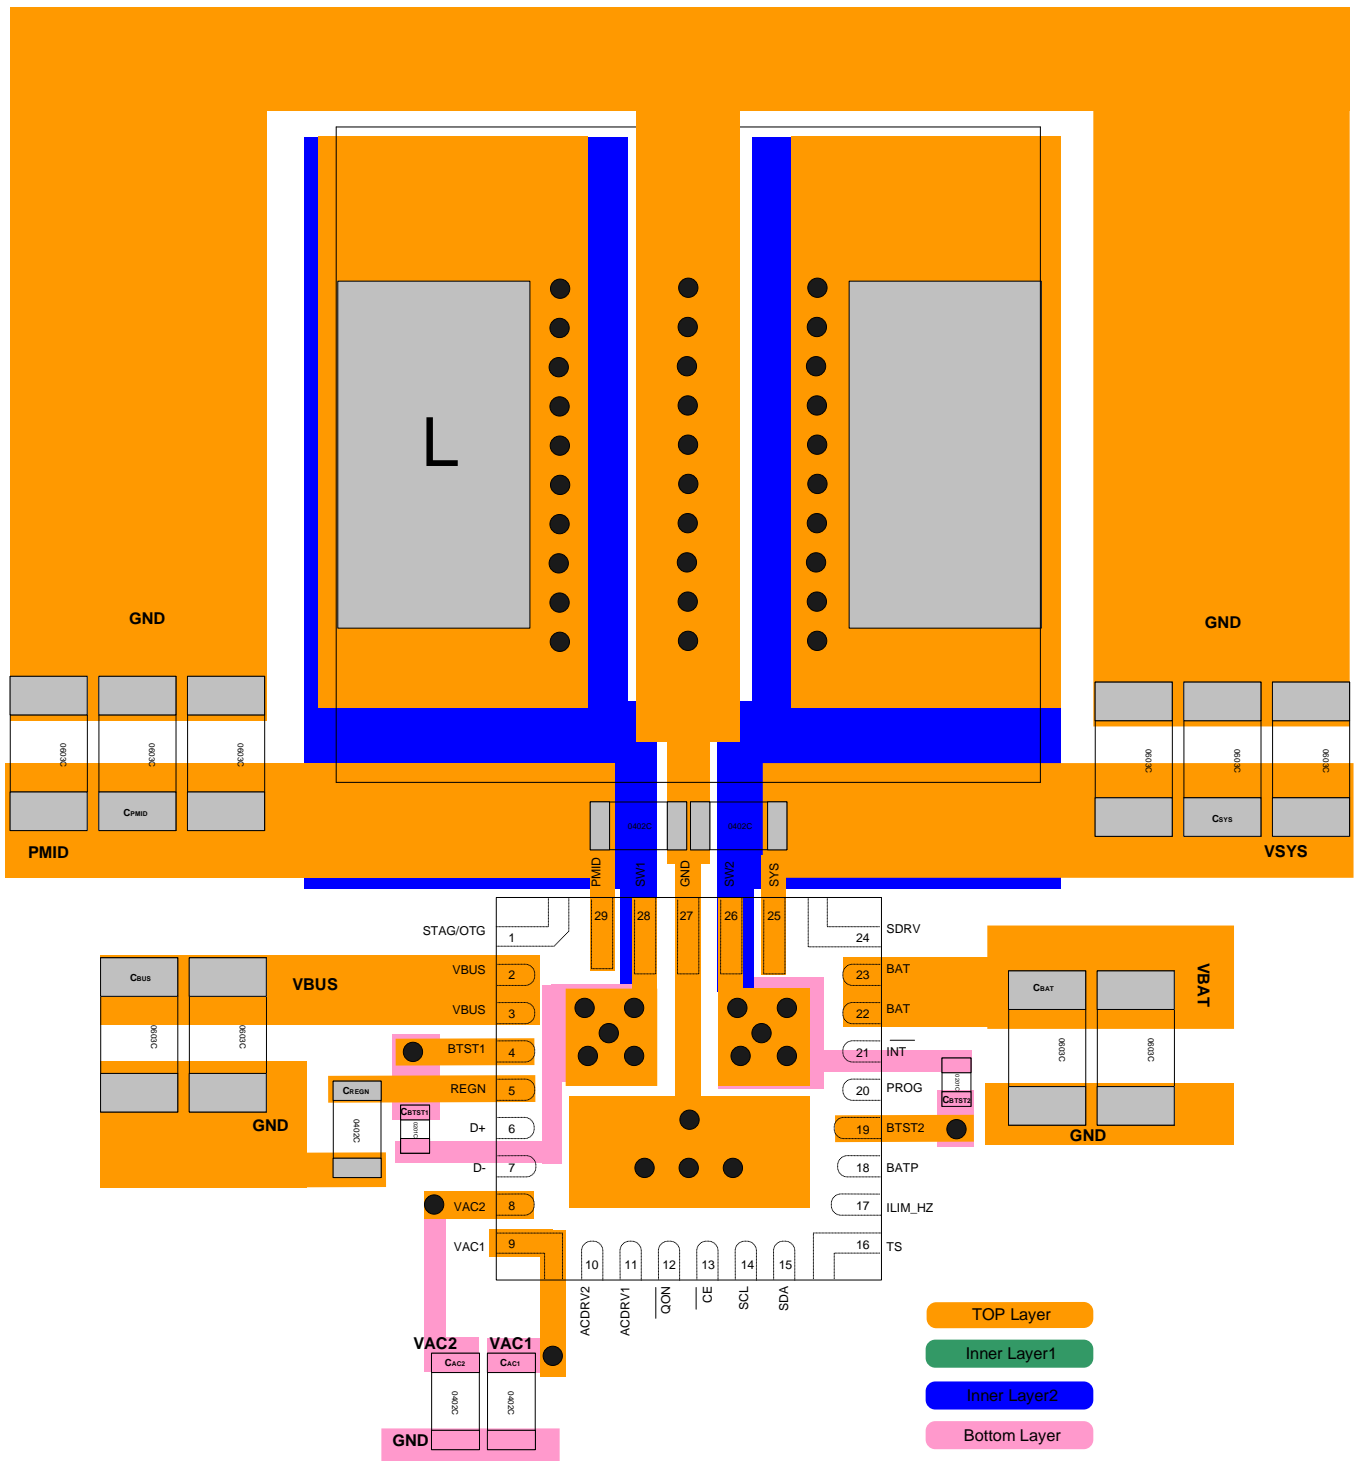 L
GND
GND
0603C
0603C
0603C
0603C
0603C
0603C
CPMID
CSYS
0402C
0402C
PMID
VSYS
PMID
SW1
GND
SW2
SYS
29
28
27
26
25
STAG/OTG
1
24
SDRV
VBUS
2
23
BAT
VBUS
3
22
BAT
BTST1
4
21
INT
REGN
5
20
PROG
D+
6
19
BTST2
D-
7
18
BATP
VAC2
8
17
ILIM_HZ
VAC1
9
16
TS
CBUS
VBUS
0603C
0603C
GND
CREGN
0402C
CBTST1
0201C
CBAT
VBAT
0603C
0603C
GND
0201C
CBTST2
10
11
12
13
14
15
ACDRV2
ACDRV1
QON
CE
SCL
SDA
VAC2
VAC1
CAC2
CAC1
0402C
0402C
GND
TOP Layer
Inner Layer1
Inner Layer2
Bottom Layer